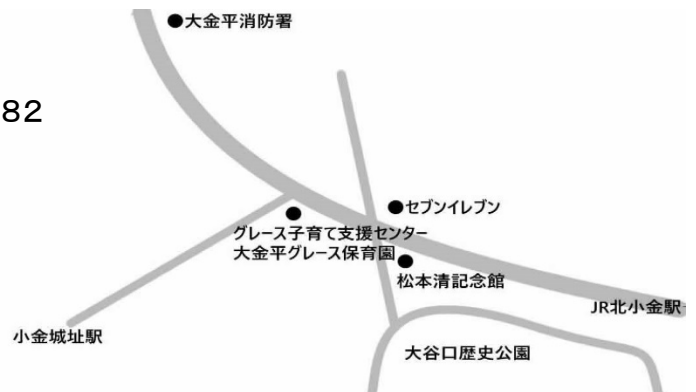 ●大金平消防署
82
●セブンイレブン
グレース子育て支援センター
大金平グレース保育園
松本清記念館
JR北小金駅
小金城址駅
大谷口歴史公園